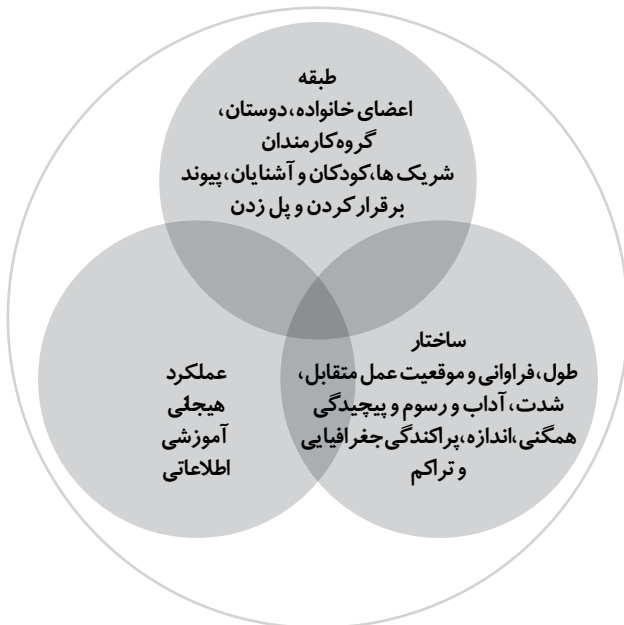 طبقه
اعضای خانواده، دوستان،
گروه کارمندان
شریک ها، کودکان و آشنایان، پیوند
برقرار کردن و پل زدن
ساختار
طول، فراوانی و موقعیت عمل متقابل،
شدت، آداب و رسوم و پیچیدگی
همگنی، اندازه، پراکندگی جغرافیایی
و تراکم
عملکرد
هیجانی
آموزشی
اطلاعاتی